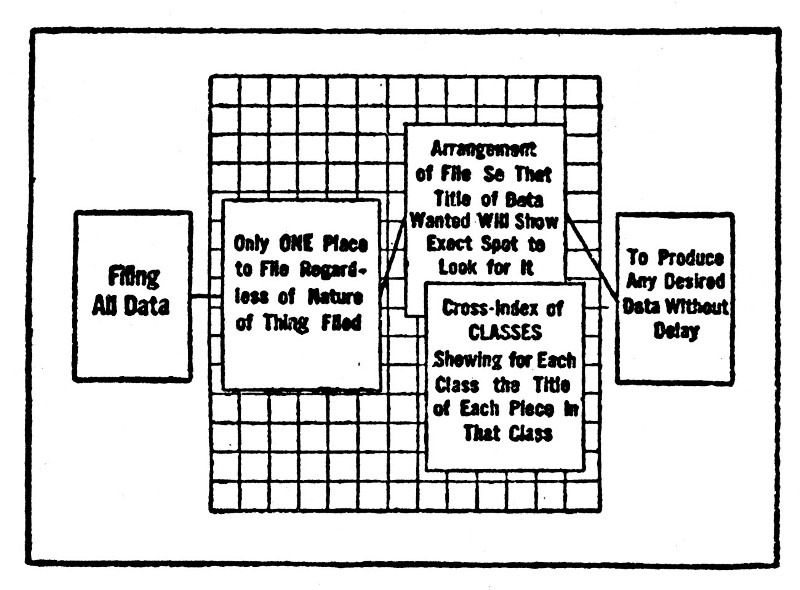 Filing
All Data
Only ONE Place
to File Regard-
less of Nature
of Thing Filed
Arrangement
of File So That
Title of Data
Wanted Will Show
Exact Spot to
Look for It
Cross-Index of
CLASSES
Showing for Each
Class the Title
of Each Piece in
That Class
To Produce
Any Desired
Data Without
Delay